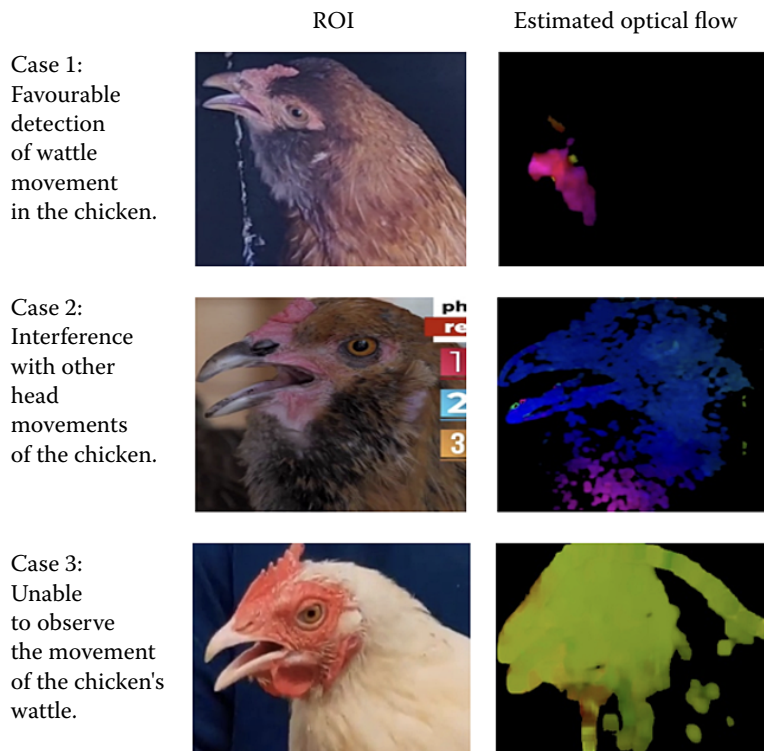 ROI
Estimated optical flow
Case 1:
Favourable
detection
of wattle
movement
in the chicken.
Case 2:
Interference
with other
head
movements
of the chicken.
ph
re
1
2
3
Case 3:
Unable
to observe
the movement
of the chicken's
wattle.